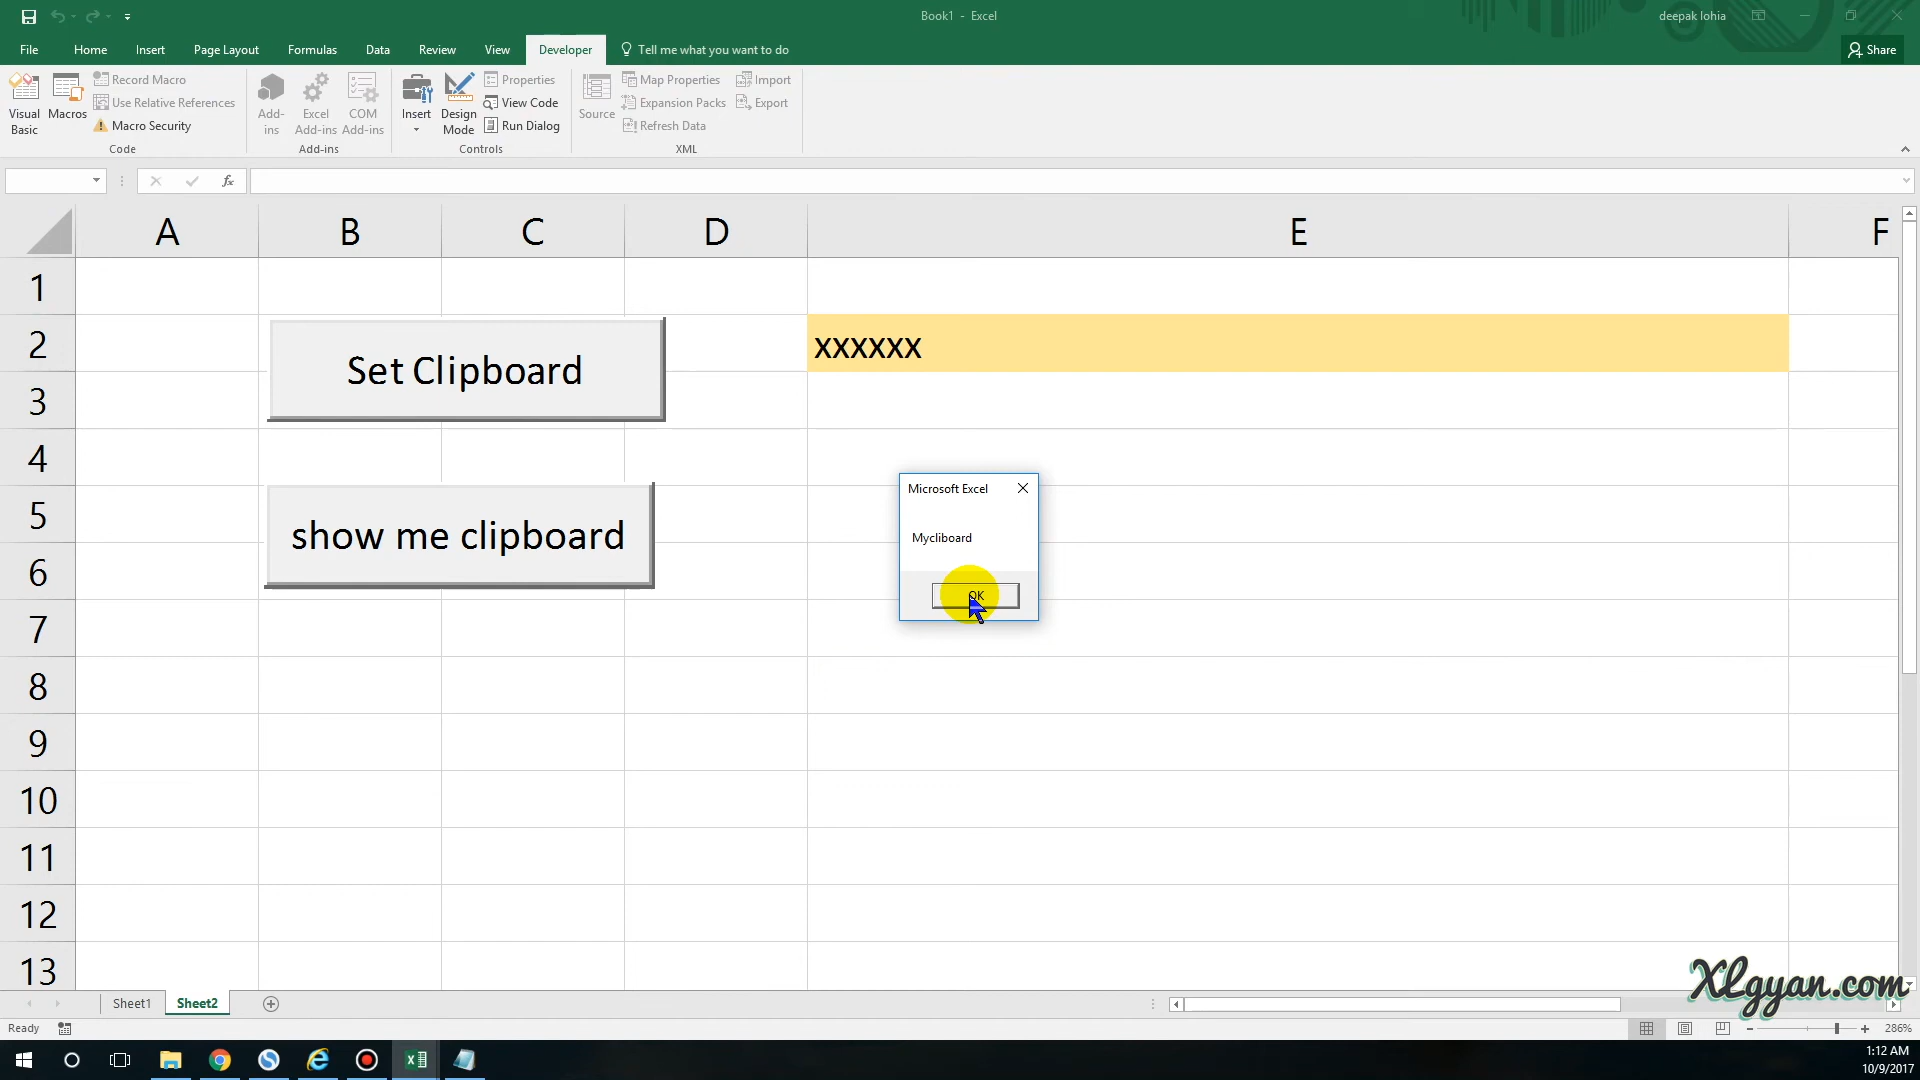 Book1 - Excel
deepak lohia
File Home Insert Page Layout Formulas Data Review View Developer Tell me what you want to do Share
Visual Basic
Macros
Record Macro
Use Relative References
Macro Security
Code
Add-ins
Excel Add-ins
COM Add-ins
Add-ins
Insert
Design Mode
Properties
View Code
Run Dialog
Controls
Source
Map Properties
Expansion Packs
Refresh Data
Import
Export
XML
fx
A B C D E F
1
2 xxxxxx
Set Clipboard
3
4
5
show me clipboard
6
Microsoft Excel
Mycliboard
OK
7
8
9
10
11
12
13
XLgyan.com
Sheet1 Sheet2
Ready
286%
1:12 AM
10/9/2017